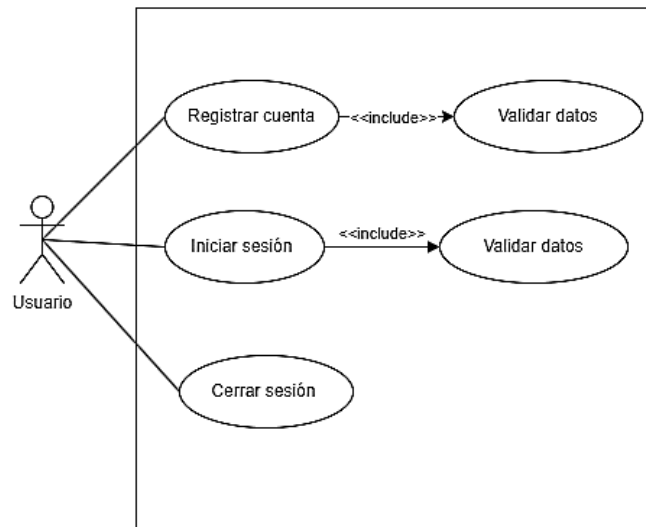 Registrar cuenta
<<include>>
Validar datos
Iniciar sesión
<<include>>
Validar datos
Usuario
Cerrar sesión